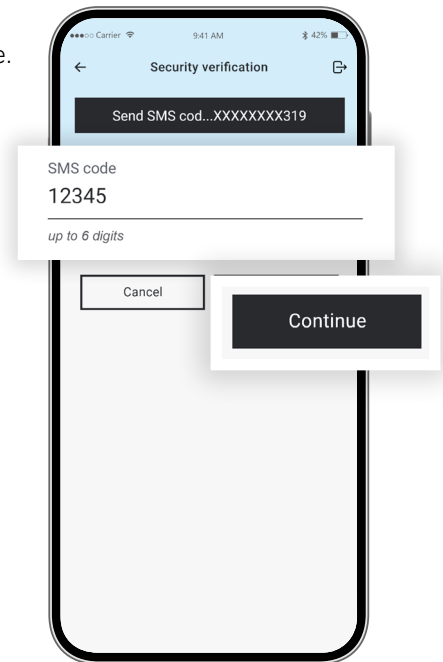 e.
●●●○○ Carrier 9:41 AM 42%
Security verification
Send SMS cod...XXXXXXXX319
SMS code
12345
up to 6 digits
Cancel
Continue